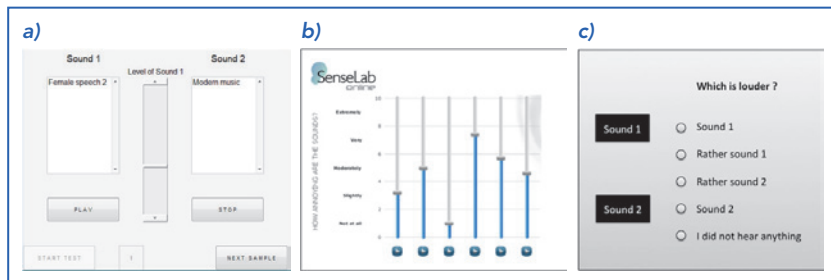 a)
Sound 1
Sound 2
Level of Sound 1
Female speech 2
Modern music
PLAY
STOP
START TEST
1
NEXT SAMPLE
b)
SenseLab
online
HOW ANNOYING ARE THE SOUNDS?
10
Extremely
8
Very
6
Moderately
4
Slightly
2
Not at all
0
c)
Which is louder ?
Sound 1
Sound 1
Rather sound 1
Rather sound 2
Sound 2
Sound 2
I did not hear anything